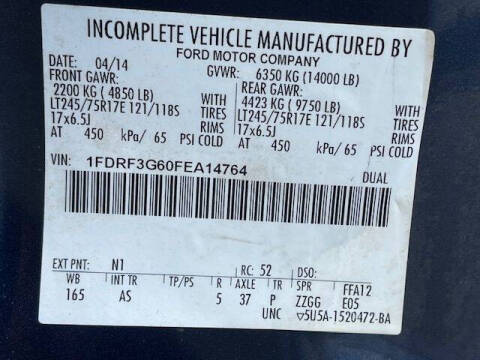 INCOMPLETE VEHICLE MANUFACTURED BY
FORD MOTOR COMPANY
DATE: 04/14 GVWR: 6350 KG (14000 LB)
FRONT GAWR: REAR GAWR:
2200 KG ( 4850 LB) WITH 4423 KG ( 9750 LB) WITH
LT245/75R17E 121/118S TIRES LT245/75R17E 121/118S TIRES
17x6.5J RIMS 17x6.5J RIMS
AT 450 kPa/ 65 PSI COLD AT 450 kPa/ 65 PSI COLD
VIN: 1FDRF3G60FEA14764 DUAL
EXT PNT: N1 RC: 52 DSO:
WB INT TR TP/PS R AXLE TR SPR FFA12
165 AS 5 37 P ZZGG E05
UNC ▽5U5A-1520472-BA